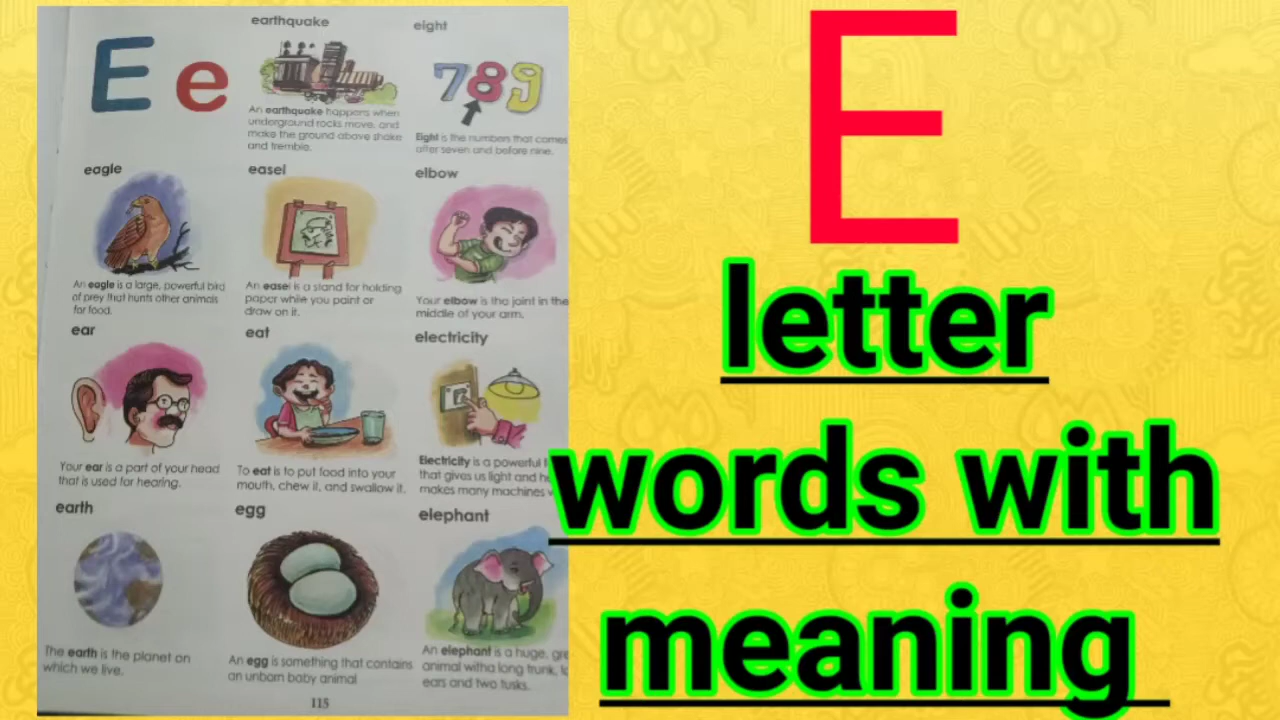 E e
eagle
An eagle is a large, powerful bird
of prey that hunts other animals
for food.
ear
Your ear is a part of your head
that is used for hearing.
earth
The earth is the planet on
which we live.
earthquake
An earthquake happens when
underground rocks move, and
make the ground above shake
and tremble.
easel
An easel is a stand for holding
paper while you paint or
draw on it.
eat
To eat is to put food into your
mouth, chew it, and swallow it.
egg
An egg is something that contains
an unborn baby animal
eight
7 8 9
Eight is the numbers that comes
after seven and before nine.
elbow
Your elbow is the joint in the
middle of your arm.
electricity
Electricity is a powerful
that gives us light and
makes many machines
elephant
An elephant is a huge,
animal witha long trunk,
ears and two tusks.
115
E
letter
words with
meaning